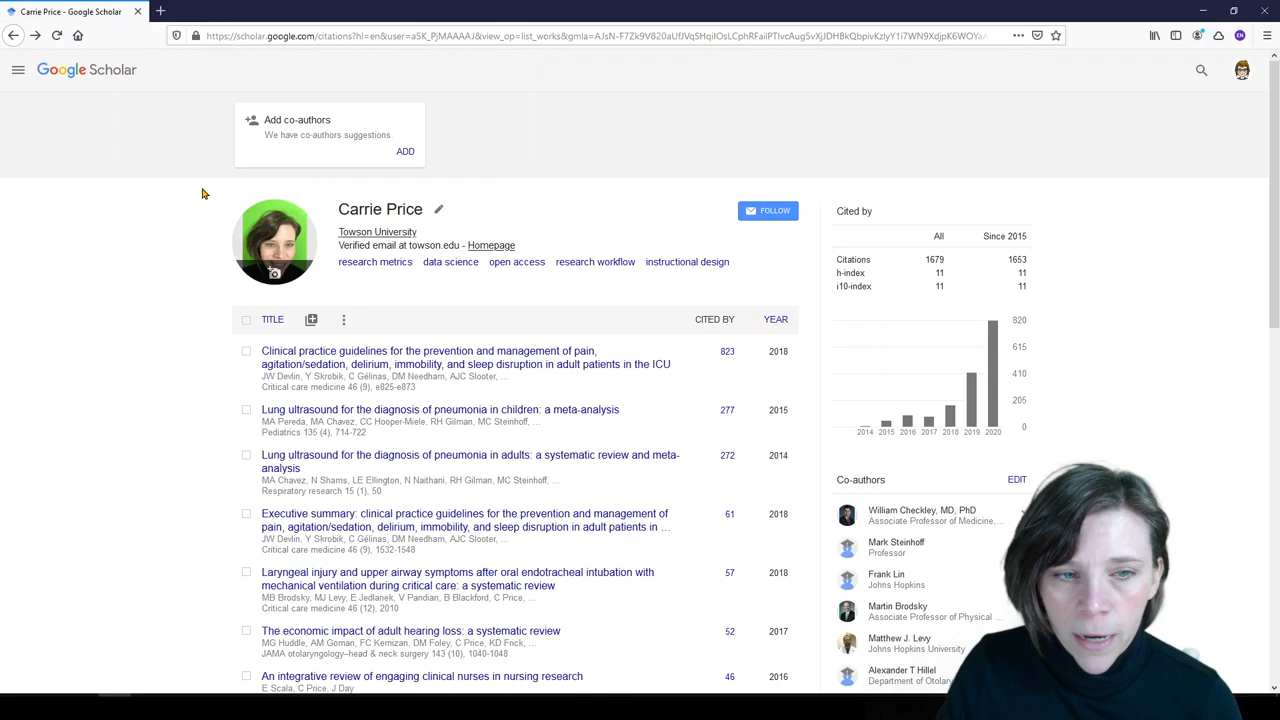 Carrie Price - Google Scholar
https://scholar.google.com/citations?hl=en&user=a5K_PjMAAAAJ&view_op=list_works&gmla=
EN
Google Scholar
Add co-authors
We have co-authors suggestions.
ADD
Carrie Price
FOLLOW
Towson University
Verified email at towson.edu - Homepage
research metrics data science open access research workflow instructional design
TITLE CITED BY YEAR
Clinical practice guidelines for the prevention and management of pain, 823 2018
agitation/sedation, delirium, immobility, and sleep disruption in adult patients in the ICU
JW Devlin, Y Skrobik, C Gélinas, DM Needham, AJC Slooter, ...
Critical care medicine 46 (9), e825-e873
Lung ultrasound for the diagnosis of pneumonia in children: a meta-analysis 277 2015
MA Pereda, MA Chavez, CC Hooper-Miele, RH Gilman, MC Steinhoff, ...
Pediatrics 135 (4), 714-722
Lung ultrasound for the diagnosis of pneumonia in adults: a systematic review and meta- 272 2014
analysis
MA Chavez, N Shams, LE Ellington, N Naithani, RH Gilman, MC Steinhoff, ...
Respiratory research 15 (1), 50
Executive summary: clinical practice guidelines for the prevention and management of 61 2018
pain, agitation/sedation, delirium, immobility, and sleep disruption in adult patients in ...
JW Devlin, Y Skrobik, C Gélinas, DM Needham, AJC Slooter, ...
Critical care medicine 46 (9), 1532-1548
Laryngeal injury and upper airway symptoms after oral endotracheal intubation with 57 2018
mechanical ventilation during critical care: a systematic review
MB Brodsky, MJ Levy, E Jedlanek, V Pandian, B Blackford, C Price, ...
Critical care medicine 46 (12), 2010
The economic impact of adult hearing loss: a systematic review 52 2017
MG Huddle, AM Goman, FC Kernizan, DM Foley, C Price, KD Frick, ...
JAMA otolaryngology–head & neck surgery 143 (10), 1040-1048
An integrative review of engaging clinical nurses in nursing research 46 2016
E Scala, C Price, J Day
Cited by
All Since 2015
Citations 1679 1653
h-index 11 11
i10-index 11 11
820
615
410
205
0
2014 2015 2016 2017 2018 2019 2020
Co-authors EDIT
William Checkley, MD, PhD
Associate Professor of Medicine,...
Mark Steinhoff
Professor
Frank Lin
Johns Hopkins
Martin Brodsky
Associate Professor of Physical ...
Matthew J. Levy
Johns Hopkins University
Alexander T Hillel
Department of Otolary